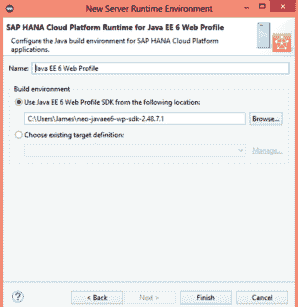 New Server Runtime Environment
SAP HANA Cloud Platform Runtime for Java EE 6 Web Profile
Configure the Java build environment for SAP HANA Cloud Platform
applications.
Name: Java EE 6 Web Profile
Build environment
Use Java EE 6 Web Profile SDK from the following location:
C:\Users\James\neo-javaee6-wp-sdk-2.48.7.1 Browse...
Choose existing target definition:
Manage...
< Back Next > Finish Cancel